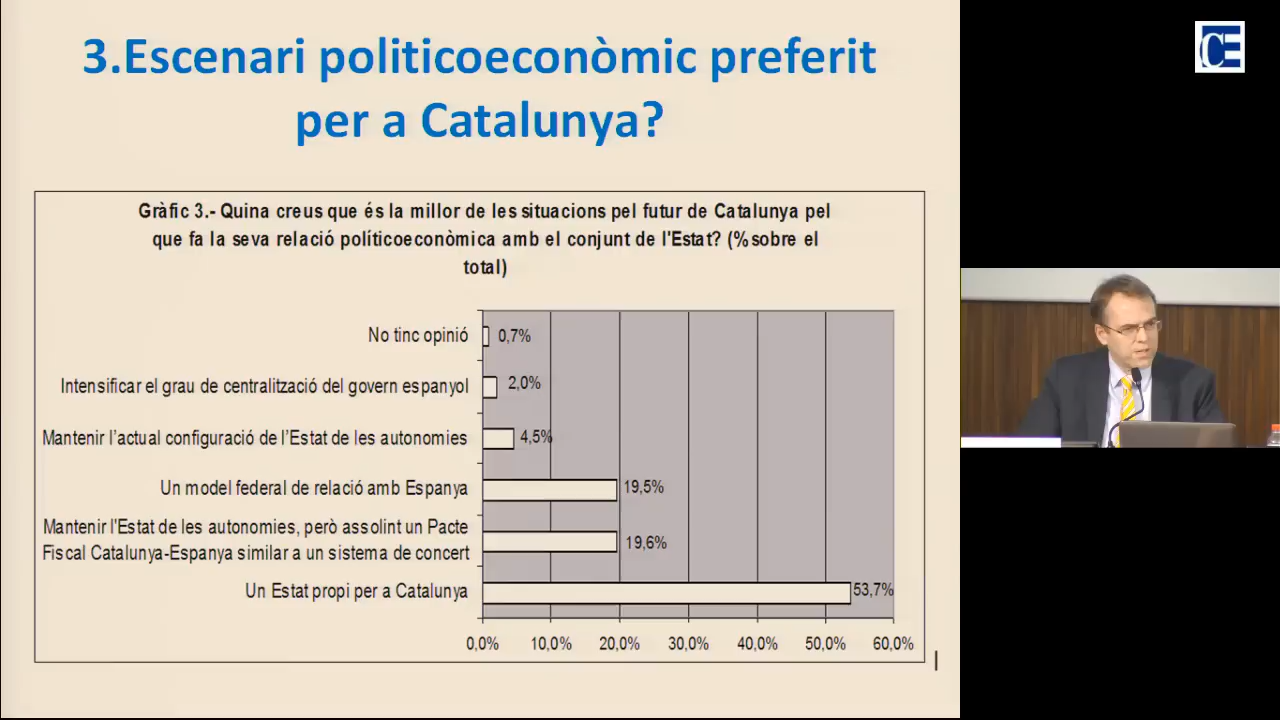 3.Escenari politicoeconòmic preferit
per a Catalunya?
CE
Gràfic 3.- Quina creus que és la millor de les situacions pel futur de Catalunya pel
que fa la seva relació políticoeconòmica amb el conjunt de l'Estat? (% sobre el
total)
No tinc opinió
0,7%
Intensificar el grau de centralització del govern espanyol
2,0%
Mantenir l’actual configuració de l’Estat de les autonomies
4,5%
Un model federal de relació amb Espanya
19,5%
Mantenir l'Estat de les autonomies, però assolint un Pacte
Fiscal Catalunya-Espanya similar a un sistema de concert
19,6%
Un Estat propi per a Catalunya
53,7%
0,0% 10,0% 20,0% 30,0% 40,0% 50,0% 60,0%